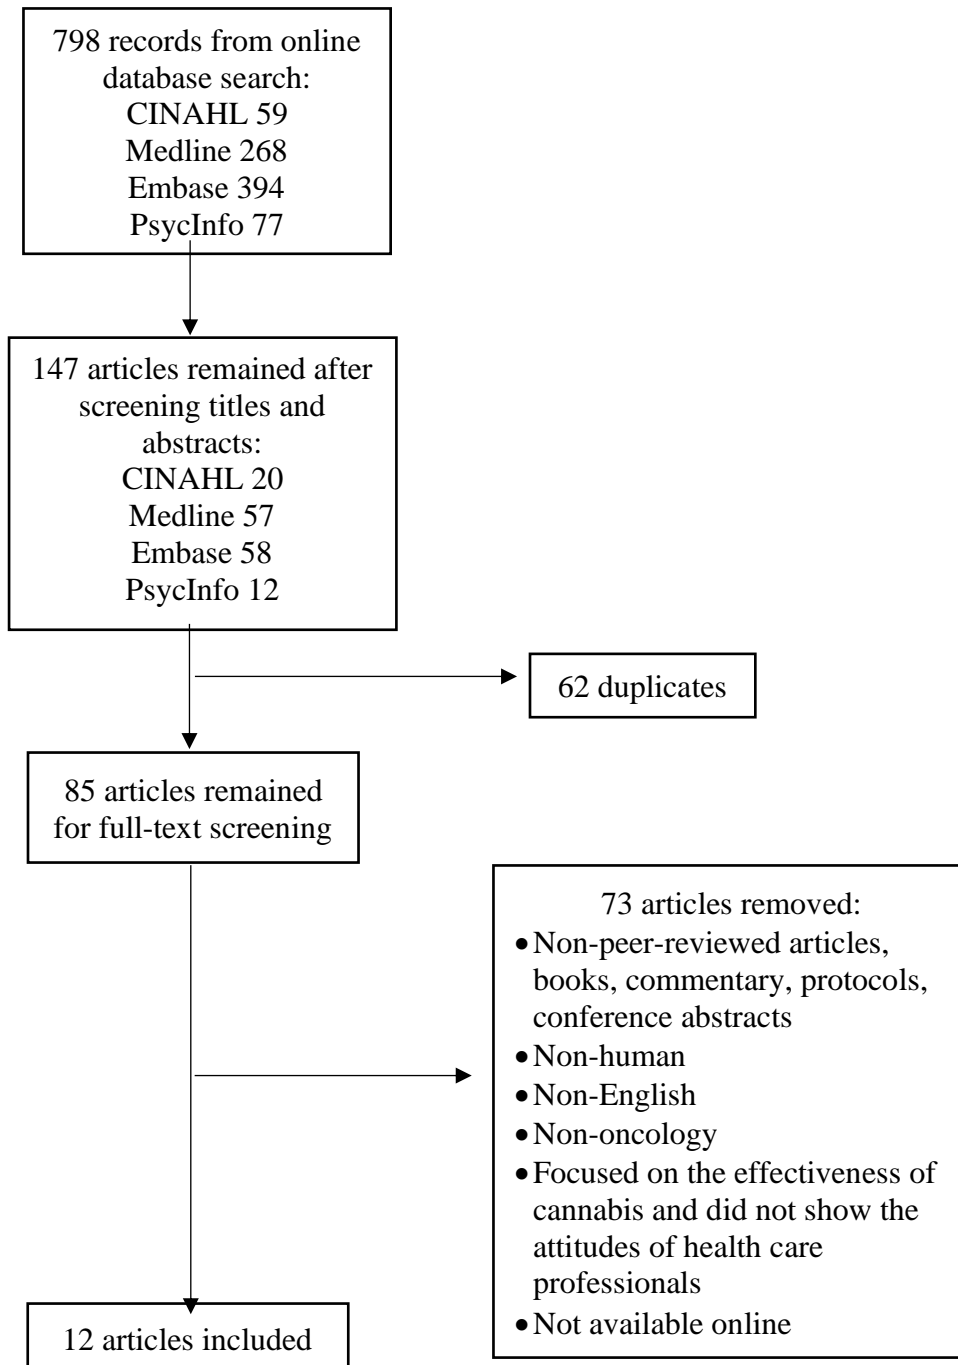 798 records from online
database search:
CINAHL 59
Medline 268
Embase 394
PsycInfo 77
147 articles remained after
screening titles and
abstracts:
CINAHL 20
Medline 57
Embase 58
PsycInfo 12
62 duplicates
85 articles remained
for full-text screening
73 articles removed:
•Non-peer-reviewed articles,
books, commentary, protocols,
conference abstracts
•Non-human
•Non-English
•Non-oncology
•Focused on the effectiveness of
cannabis and did not show the
attitudes of health care
professionals
•Not available online
12 articles included